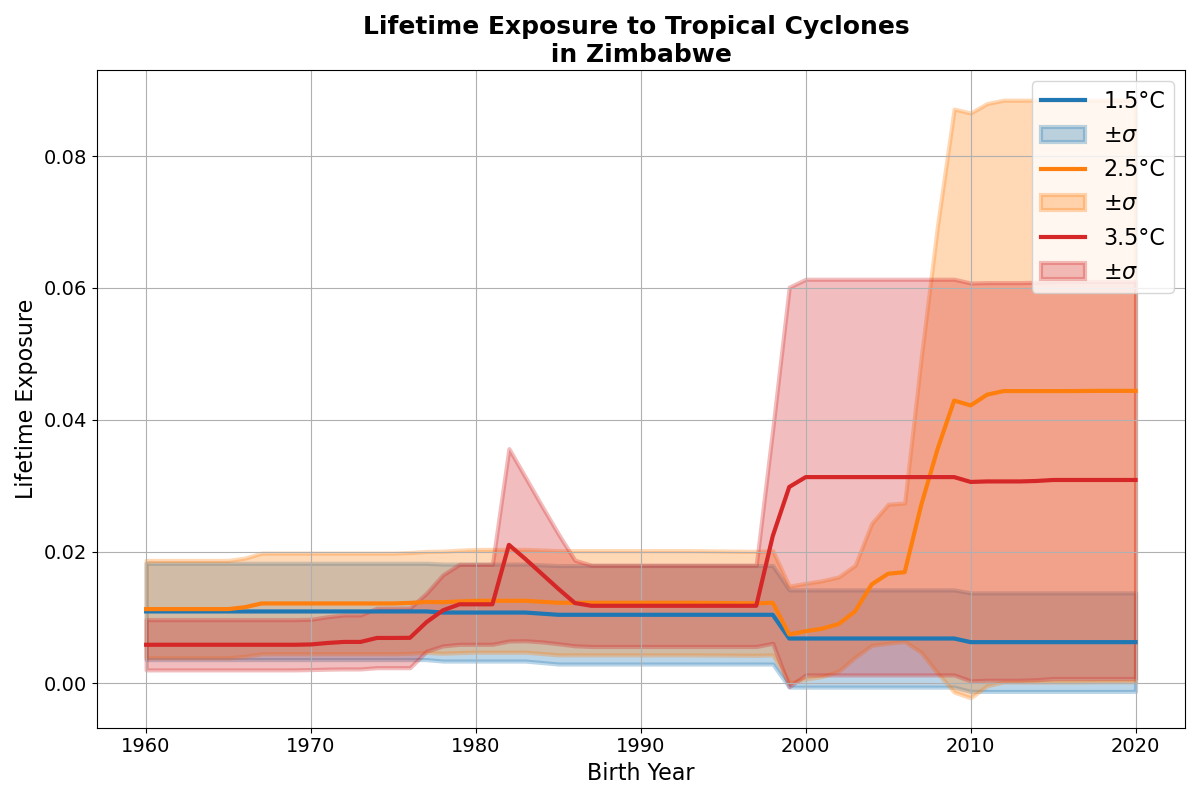 Lifetime Exposure to Tropical Cyclones
in Zimbabwe
1.5°C
±σ
2.5°C
±σ
3.5°C
±σ
Lifetime Exposure
0.08
0.06
0.04
0.02
0.00
1960 1970 1980 1990 2000 2010 2020
Birth Year